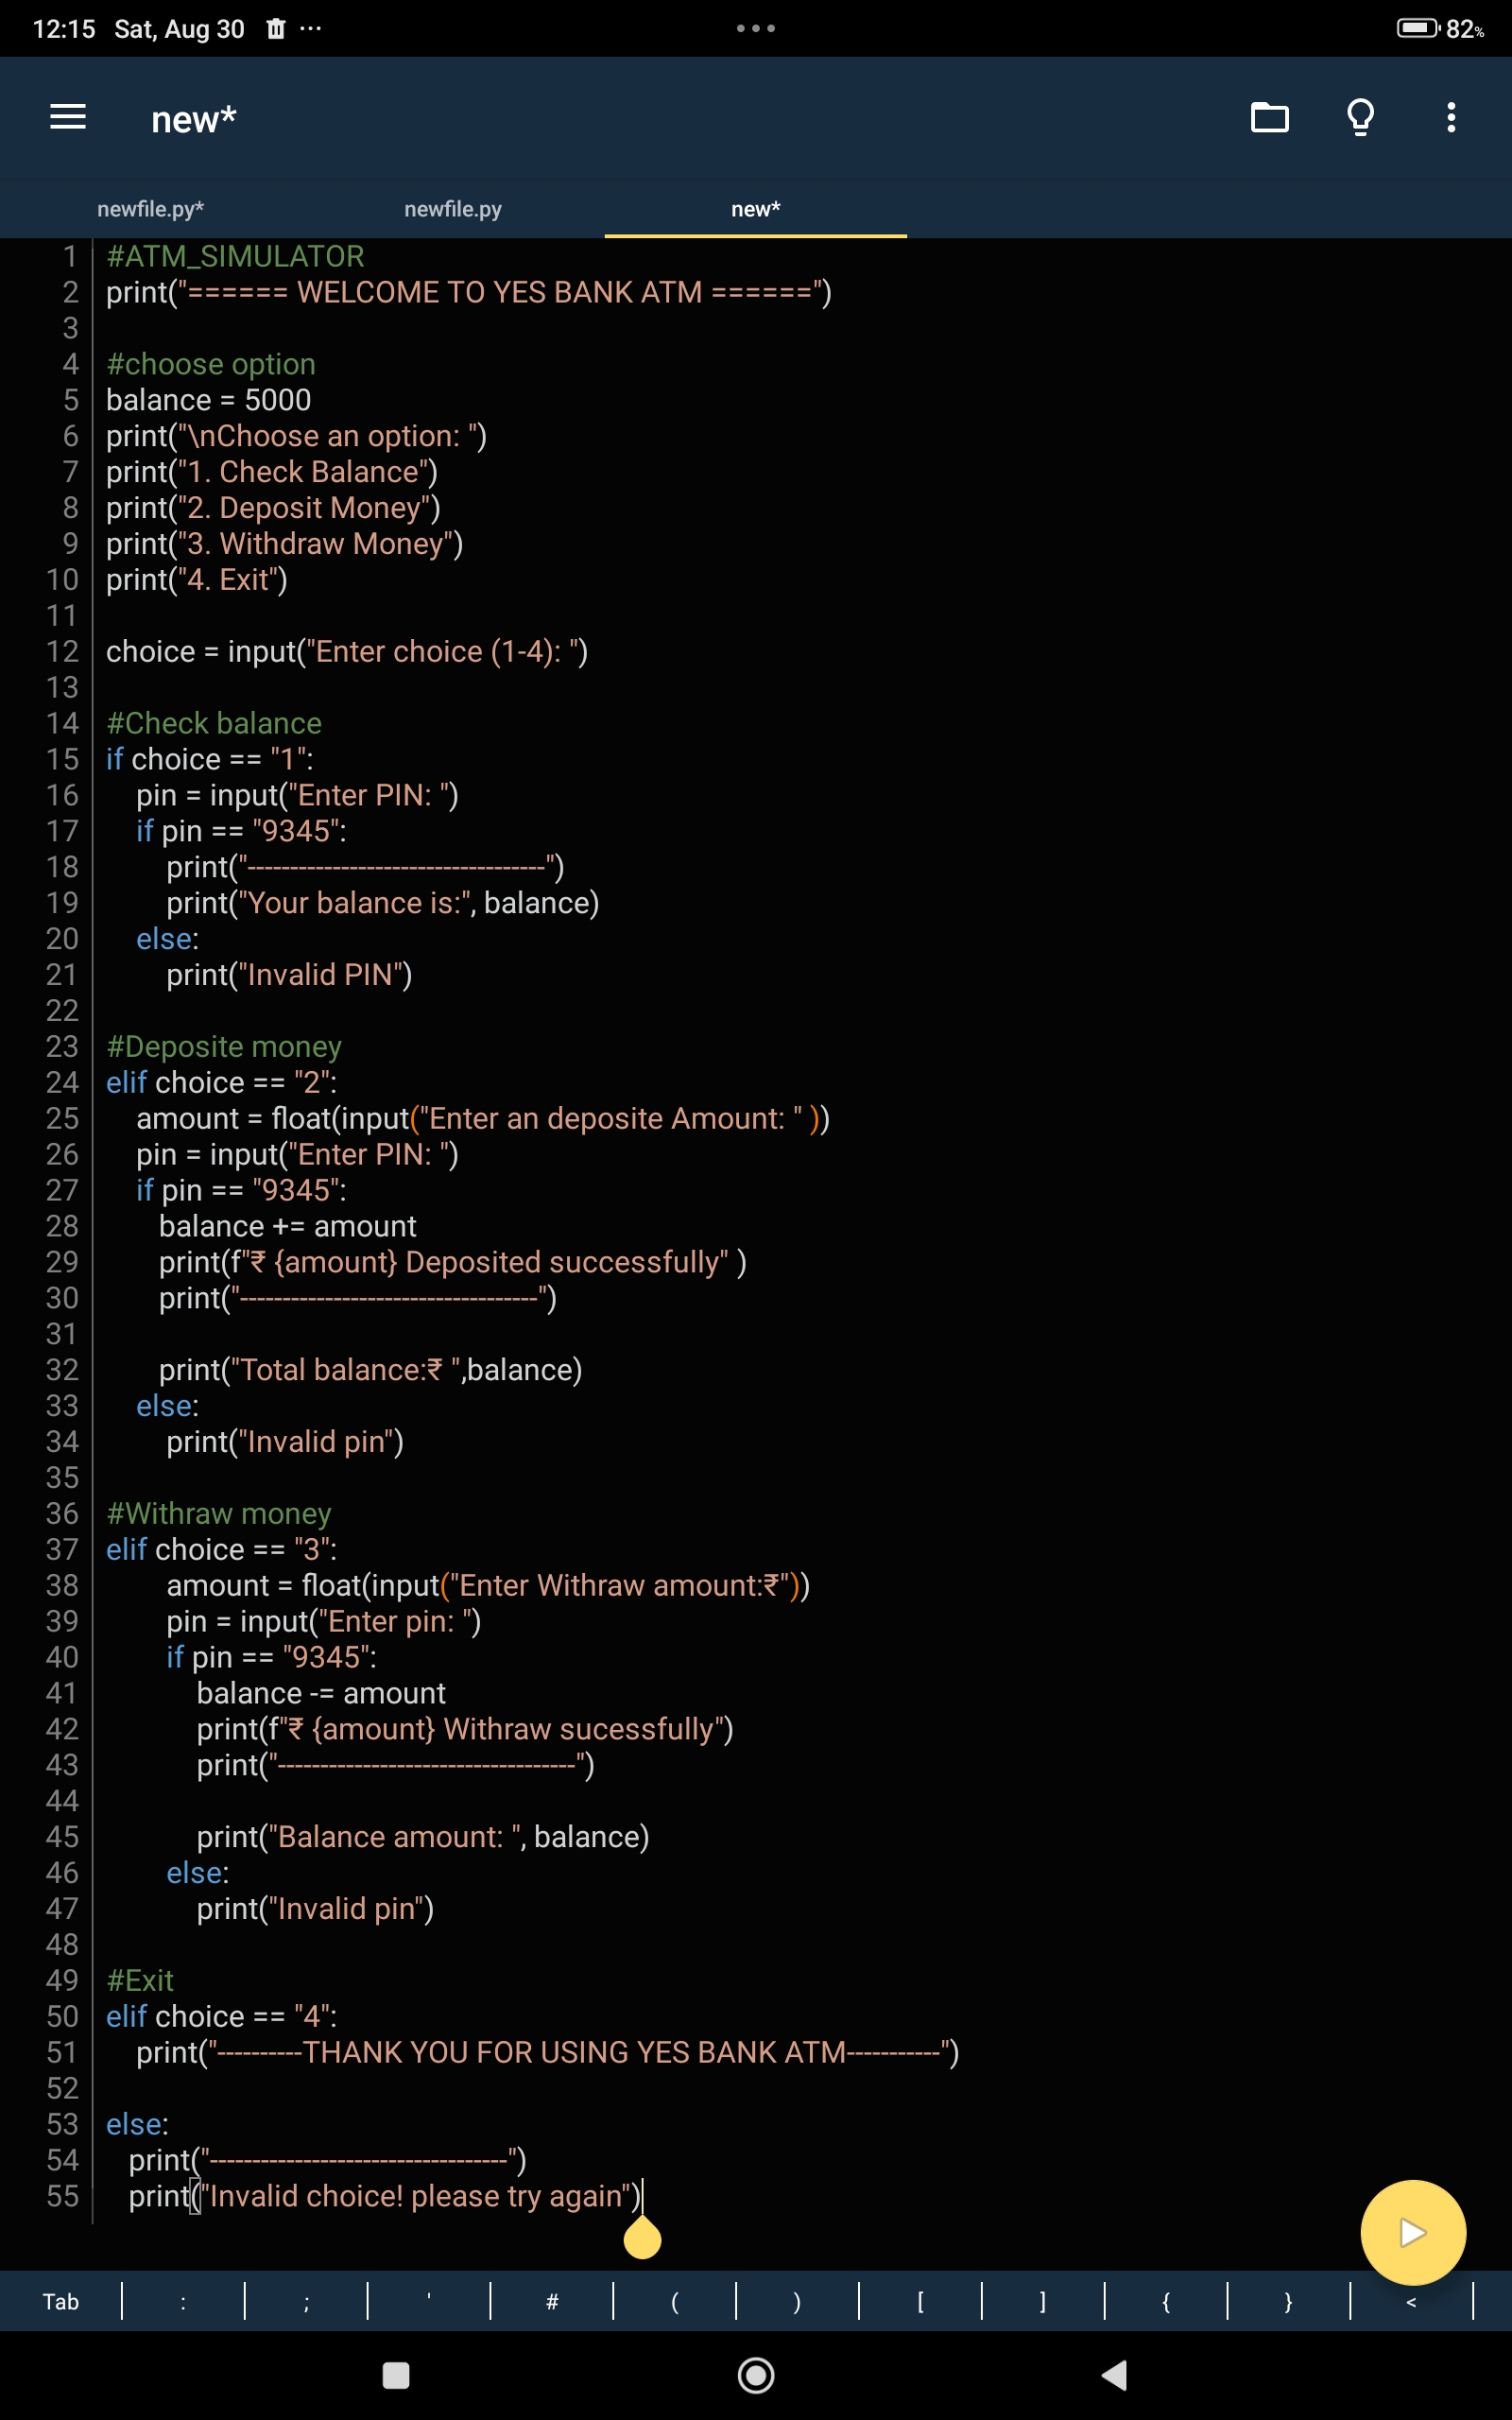 12:15 Sat, Aug 30 ... 82%
new*
newfile.py* newfile.py new*
1 #ATM_SIMULATOR
2 print("====== WELCOME TO YES BANK ATM ======")
3
4 #choose option
5 balance = 5000
6 print("\nChoose an option: ")
7 print("1. Check Balance")
8 print("2. Deposit Money")
9 print("3. Withdraw Money")
10 print("4. Exit")
11
12 choice = input("Enter choice (1-4): ")
13
14 #Check balance
15 if choice == "1":
16     pin = input("Enter PIN: ")
17     if pin == "9345":
18         print("-----------------------------------")
19         print("Your balance is:", balance)
20     else:
21         print("Invalid PIN")
22
23 #Deposite money
24 elif choice == "2":
25     amount = float(input("Enter an deposite Amount: " ))
26     pin = input("Enter PIN: ")
27     if pin == "9345":
28        balance += amount
29        print(f"₹ {amount} Deposited successfully" )
30        print("-----------------------------------")
31
32        print("Total balance:₹ ",balance)
33     else:
34         print("Invalid pin")
35
36 #Withraw money
37 elif choice == "3":
38         amount = float(input("Enter Withraw amount:₹"))
39         pin = input("Enter pin: ")
40         if pin == "9345":
41             balance -= amount
42             print(f"₹ {amount} Withraw sucessfully")
43             print("-----------------------------------")
44
45             print("Balance amount: ", balance)
46         else:
47             print("Invalid pin")
48
49 #Exit
50 elif choice == "4":
51     print("----------THANK YOU FOR USING YES BANK ATM-----------")
52
53 else:
54    print("-----------------------------------")
55    print("Invalid choice! please try again")
Tab : ; ' # ( ) [ ] { } <